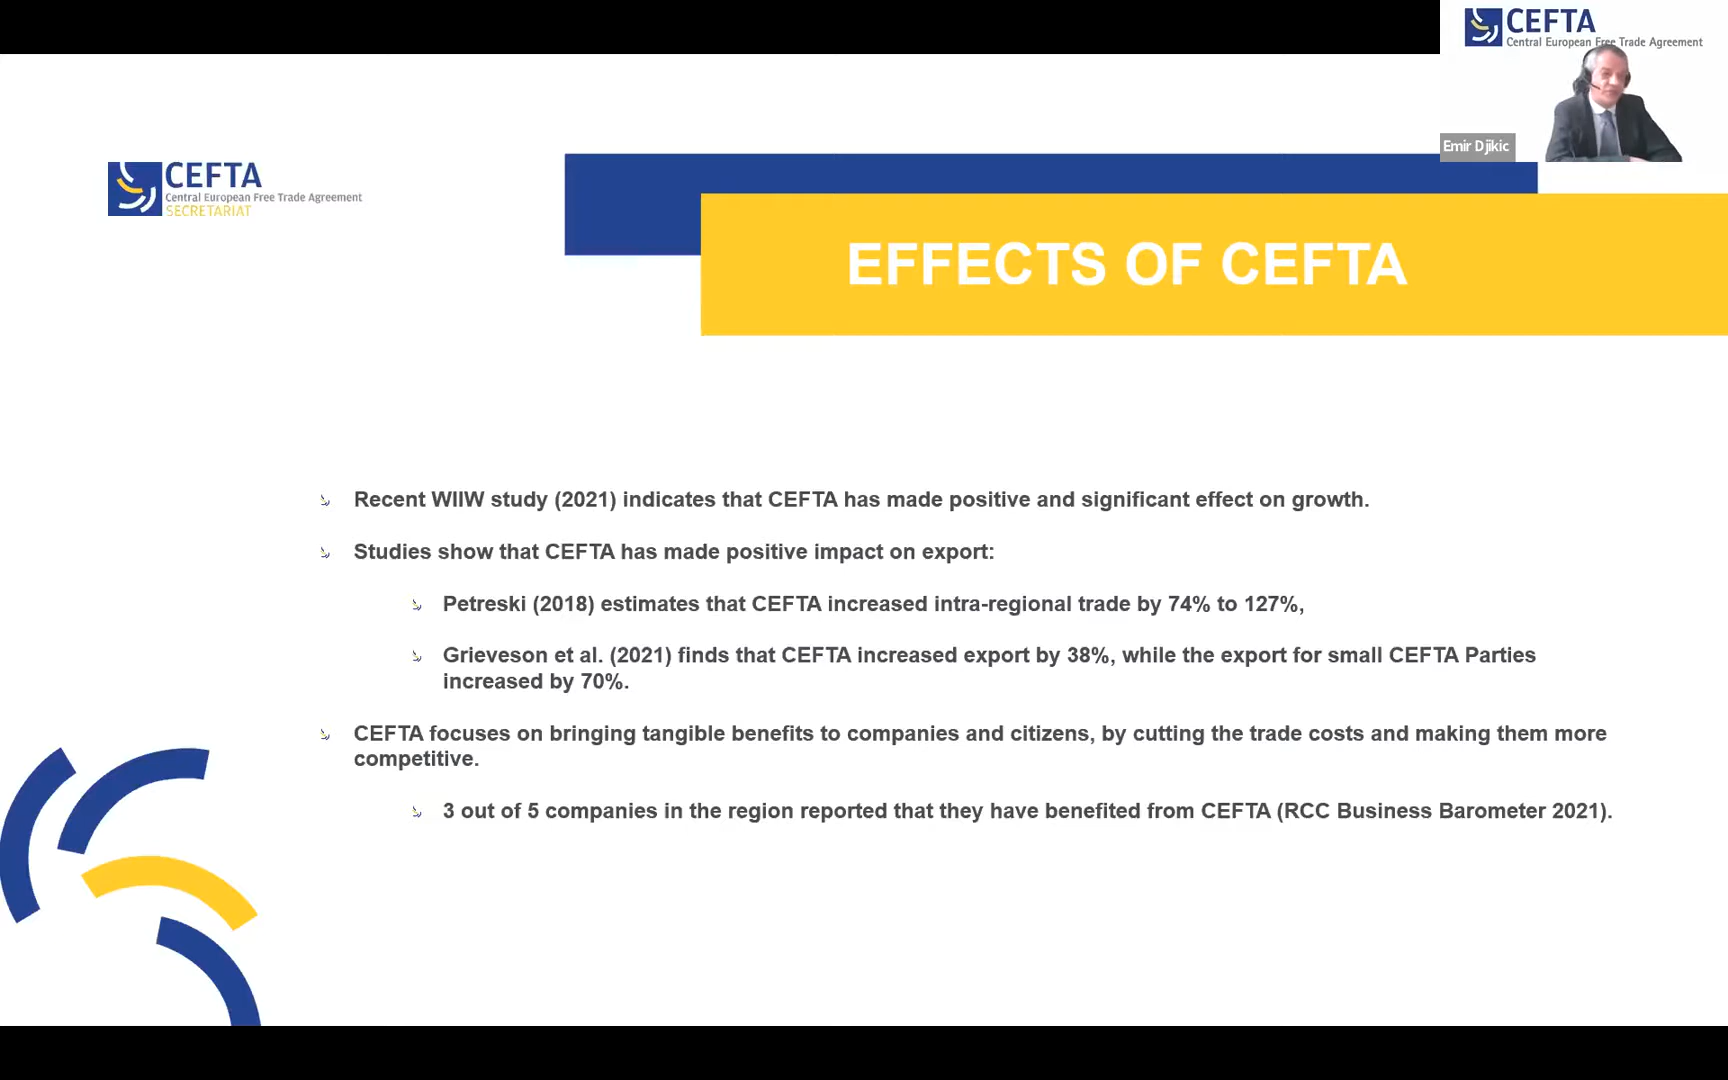 CEFTA
Central European Free Trade Agreement
Emir Djikic
CEFTA
Central European Free Trade Agreement
SECRETARIAT
EFFECTS OF CEFTA
Recent WIIW study (2021) indicates that CEFTA has made positive and significant effect on growth.
Studies show that CEFTA has made positive impact on export:
Petreski (2018) estimates that CEFTA increased intra-regional trade by 74% to 127%,
Grieveson et al. (2021) finds that CEFTA increased export by 38%, while the export for small CEFTA Parties
increased by 70%.
CEFTA focuses on bringing tangible benefits to companies and citizens, by cutting the trade costs and making them more
competitive.
3 out of 5 companies in the region reported that they have benefited from CEFTA (RCC Business Barometer 2021).